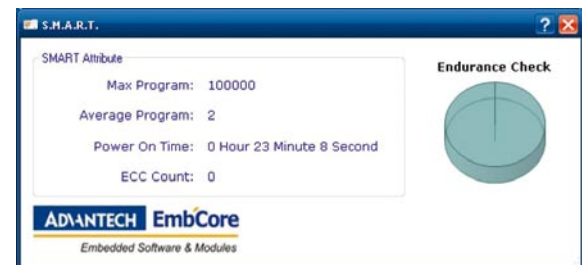 S.M.A.R.T.
SMART Attribute
Max Program: 100000
Average Program: 2
Power On Time: 0 Hour 23 Minute 8 Second
ECC Count: 0
Endurance Check
ADVANTECH EmbCore
Embedded Software & Modules